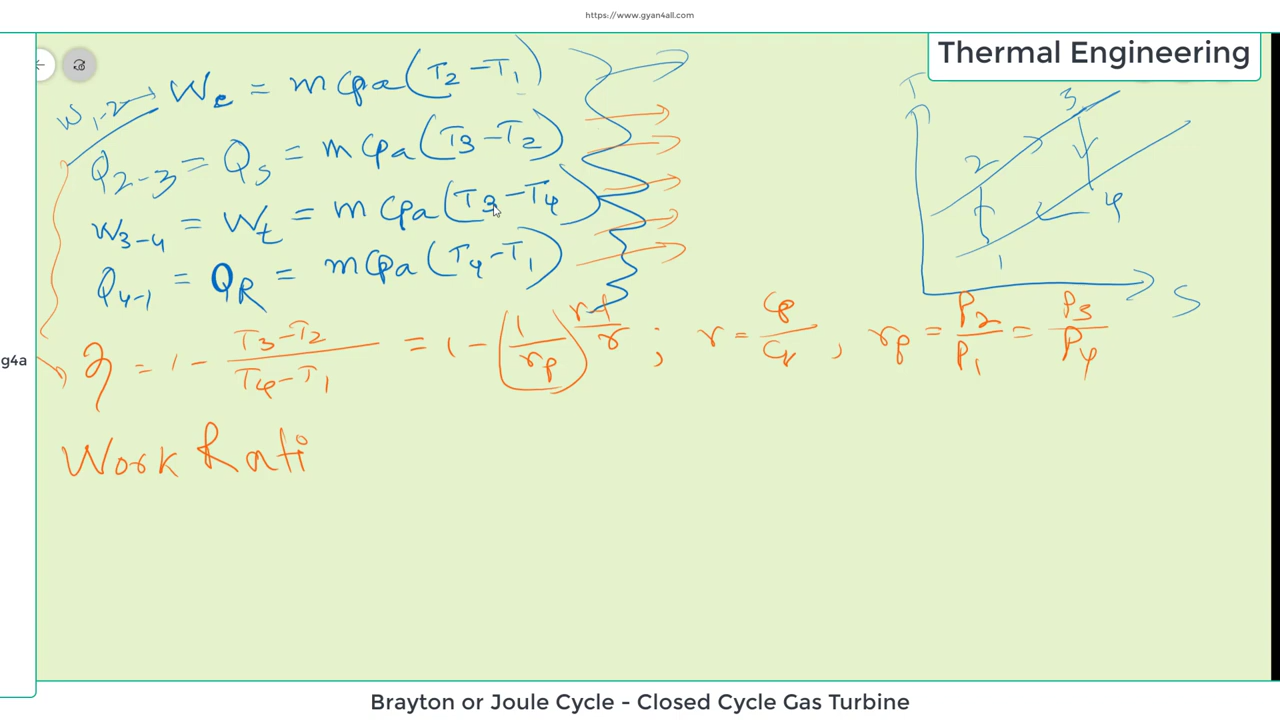 https://www.gyan4all.com
Thermal Engineering
W1-2 → Wc = m cpa (T2 - T1)
Q2-3 = Qs = m cpa (T3 - T2)
W3-4 = Wt = m cpa (T3 - T4)
Q4-1 = QR = m cpa (T4 - T1)
T
3
2
4
1
S
g4a
η = 1 - T3-T2 / T4-T1 = 1 - (1/rp)^(r-1/r) ; r = Cp/Cv , rp = P2/P1 = P3/P4
Work Rati
Brayton or Joule Cycle - Closed Cycle Gas Turbine